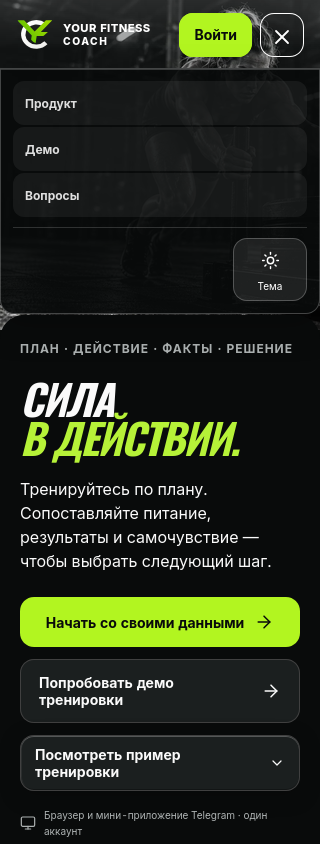 YOUR FITNESS
COACH
Войти
Продукт
Демо
Вопросы
Тема
ПЛАН · ДЕЙСТВИЕ · ФАКТЫ · РЕШЕНИЕ
СИЛА
В ДЕЙСТВИИ.
Тренируйтесь по плану.
Сопоставляйте питание,
результаты и самочувствие —
чтобы выбрать следующий шаг.
Начать со своими данными
Попробовать демо
тренировки
Посмотреть пример
тренировки
Браузер и мини-приложение Telegram · один
аккаунт